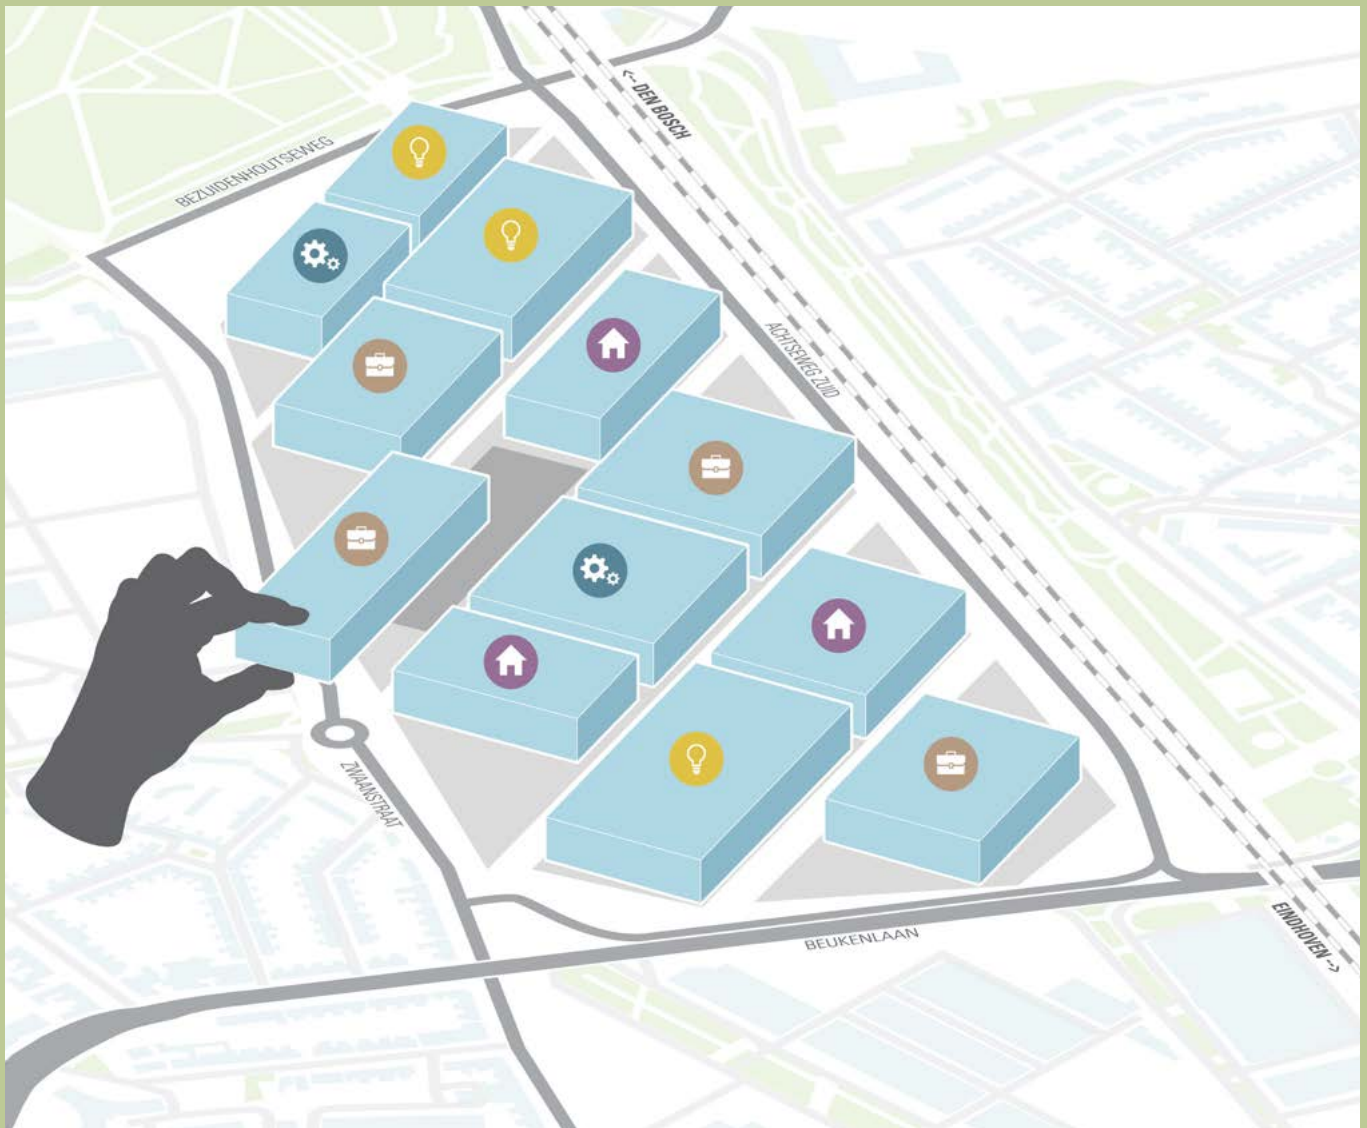 <-- DEN BOSCH
BEZUIDENHOUTSEWEG
ACHTSEWEG ZUID
ZWAANSTRAAT
BEUKENLAAN
EINDHOVEN -->